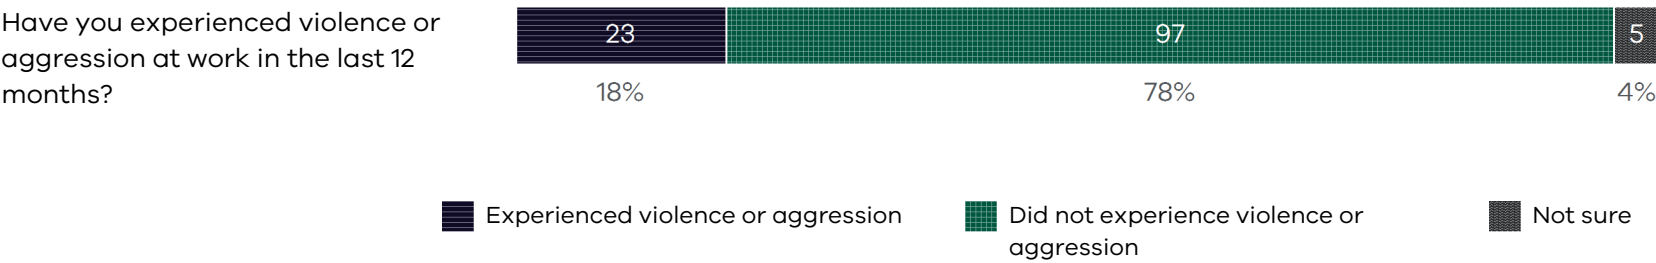 Have you experienced violence or
aggression at work in the last 12
months?
23 97 5
18% 78% 4%
Experienced violence or aggression
Did not experience violence or
aggression
Not sure